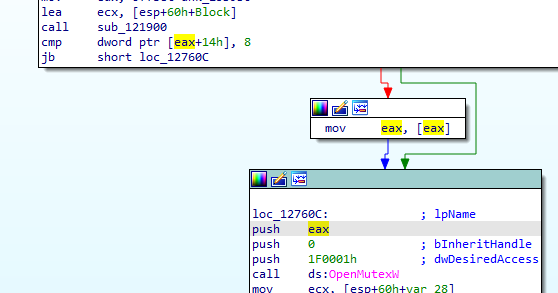 lea     ecx, [esp+60h+Block]
call    sub_121900
cmp     dword ptr [eax+14h], 8
jb      short loc_12760C
mov     eax, [eax]
loc_12760C:             ; lpName
push    eax
push    0               ; bInheritHandle
push    1F0001h         ; dwDesiredAccess
call    ds:OpenMutexW
mov     ecx, [esp+60h+var_28]